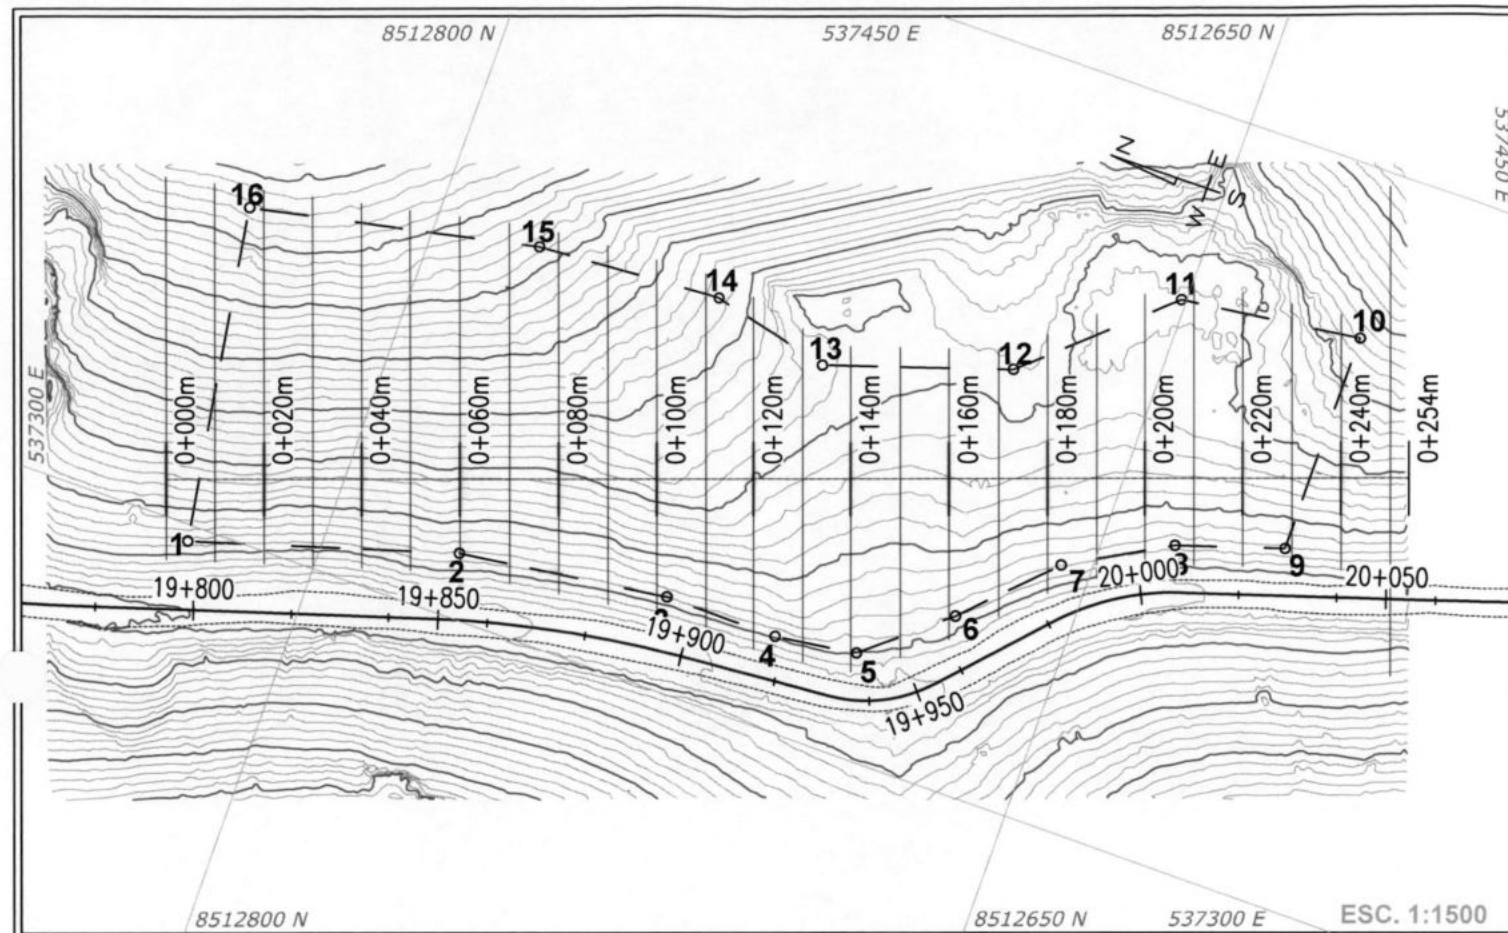 8512800 N
537450 E
8512650 N
537450 E
N
E
S
W
16
15
14
11
10
13
12
537300 E
0+000m
0+020m
0+040m
0+060m
0+080m
0+100m
0+120m
0+140m
0+160m
0+180m
0+200m
0+220m
0+240m
0+254m
1
2
3
4
5
6
7
8
9
19+800
19+850
19+900
19+950
20+000
20+050
8512800 N
8512650 N
537300 E
ESC. 1:1500